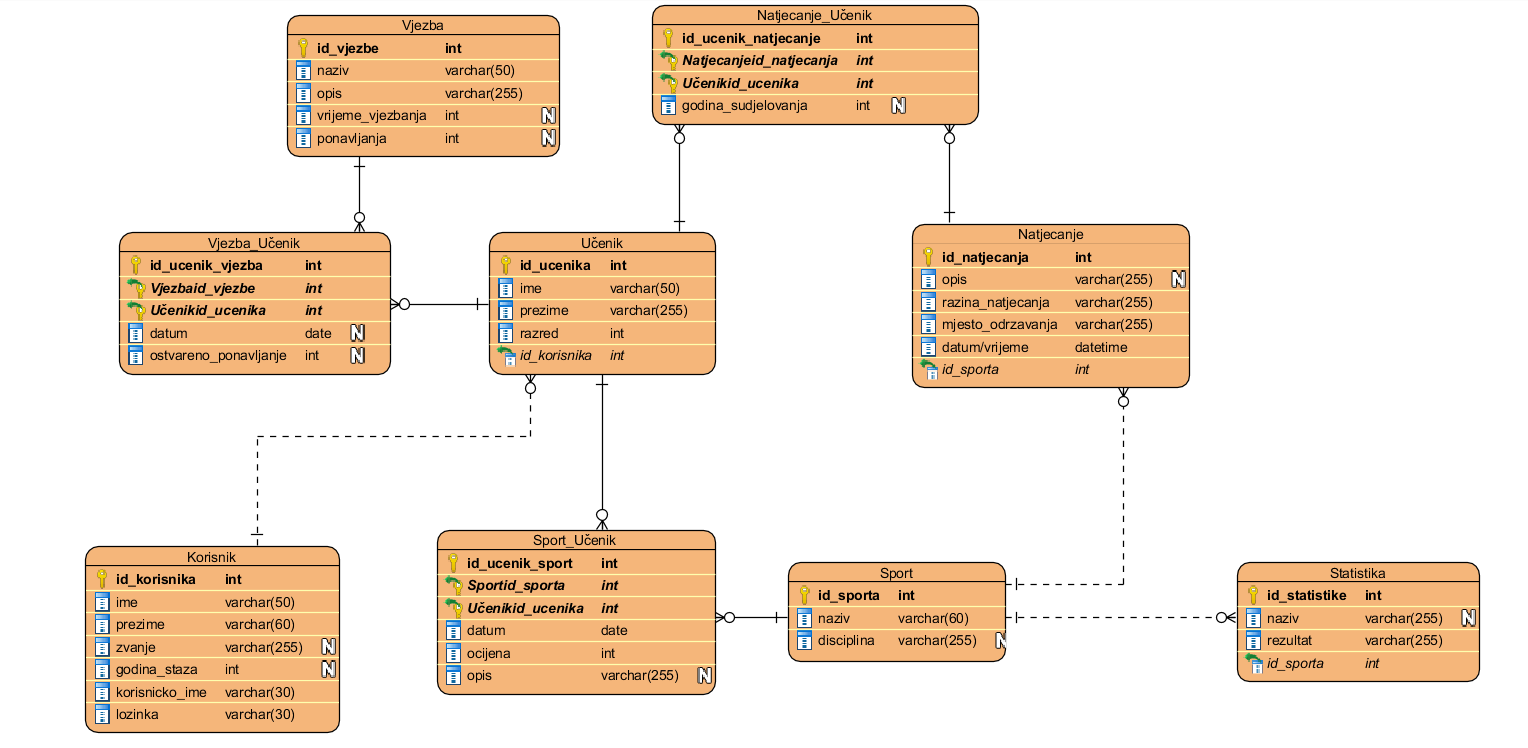 Vjezba
id_vjezbe int
naziv varchar(50)
opis varchar(255)
vrijeme_vjezbanja int N
ponavljanja int N
Natjecanje_Učenik
id_ucenik_natjecanje int
Natjecanjeid_natjecanja int
Učenikid_ucenika int
godina_sudjelovanja int N
Vjezba_Učenik
id_ucenik_vjezba int
Vjezbaid_vjezbe int
Učenikid_ucenika int
datum date N
ostvareno_ponavljanje int N
Učenik
id_ucenika int
ime varchar(50)
prezime varchar(255)
razred int
id_korisnika int
Natjecanje
id_natjecanja int
opis varchar(255) N
razina_natjecanja varchar(255)
mjesto_odrzavanja varchar(255)
datum/vrijeme datetime
id_sporta int
Korisnik
id_korisnika int
ime varchar(50)
prezime varchar(60)
zvanje varchar(255) N
godina_staza int N
korisnicko_ime varchar(30)
lozinka varchar(30)
Sport_Učenik
id_ucenik_sport int
Sportid_sporta int
Učenikid_ucenika int
datum date
ocijena int
opis varchar(255) N
Sport
id_sporta int
naziv varchar(60)
disciplina varchar(255) N
Statistika
id_statistike int
naziv varchar(255) N
rezultat varchar(255)
id_sporta int